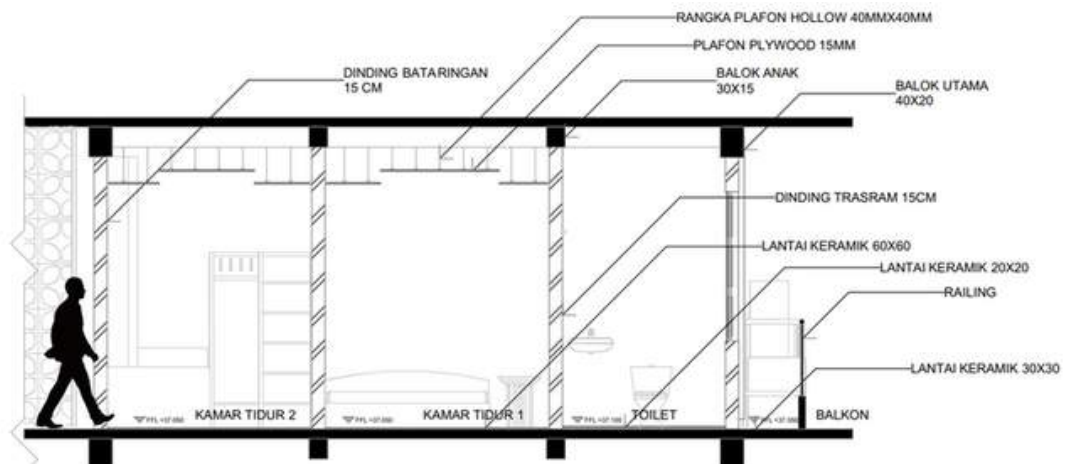 RANGKA PLAFON HOLLOW 40MMX40MM
PLAFON PLYWOOD 15MM
DINDING BATARINGAN
15 CM
BALOK ANAK
30X15
BALOK UTAMA
40X20
DINDING TRASRAM 15CM
LANTAI KERAMIK 60X60
LANTAI KERAMIK 20X20
RAILING
LANTAI KERAMIK 30X30
KAMAR TIDUR 2
KAMAR TIDUR 1
TOILET
BALKON